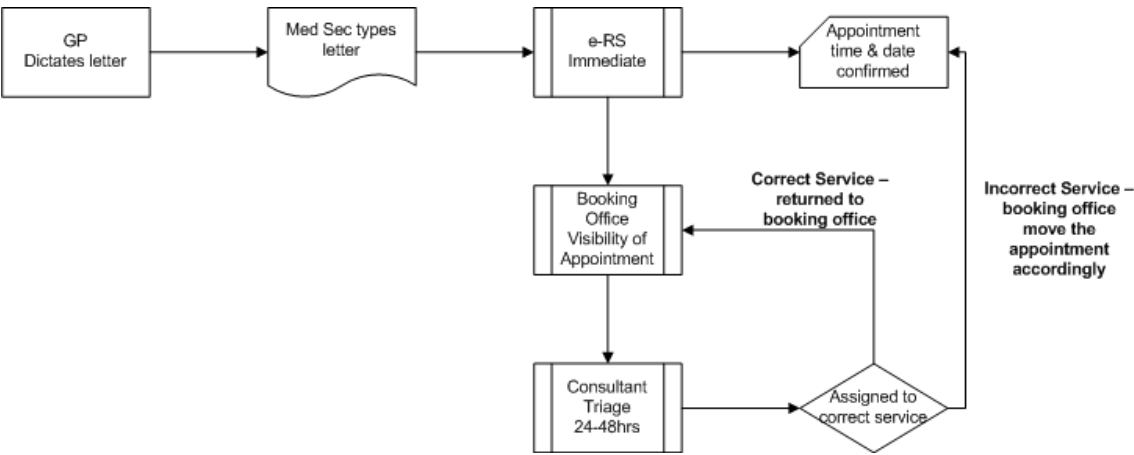 GP
Dictates letter
Med Sec types
letter
e-RS
Immediate
Appointment
time & date
confirmed
Booking
Office
Visibility of
Appointment
Correct Service –
returned to
booking office
Incorrect Service –
booking office
move the
appointment
accordingly
Consultant
Triage
24-48hrs
Assigned to
correct service